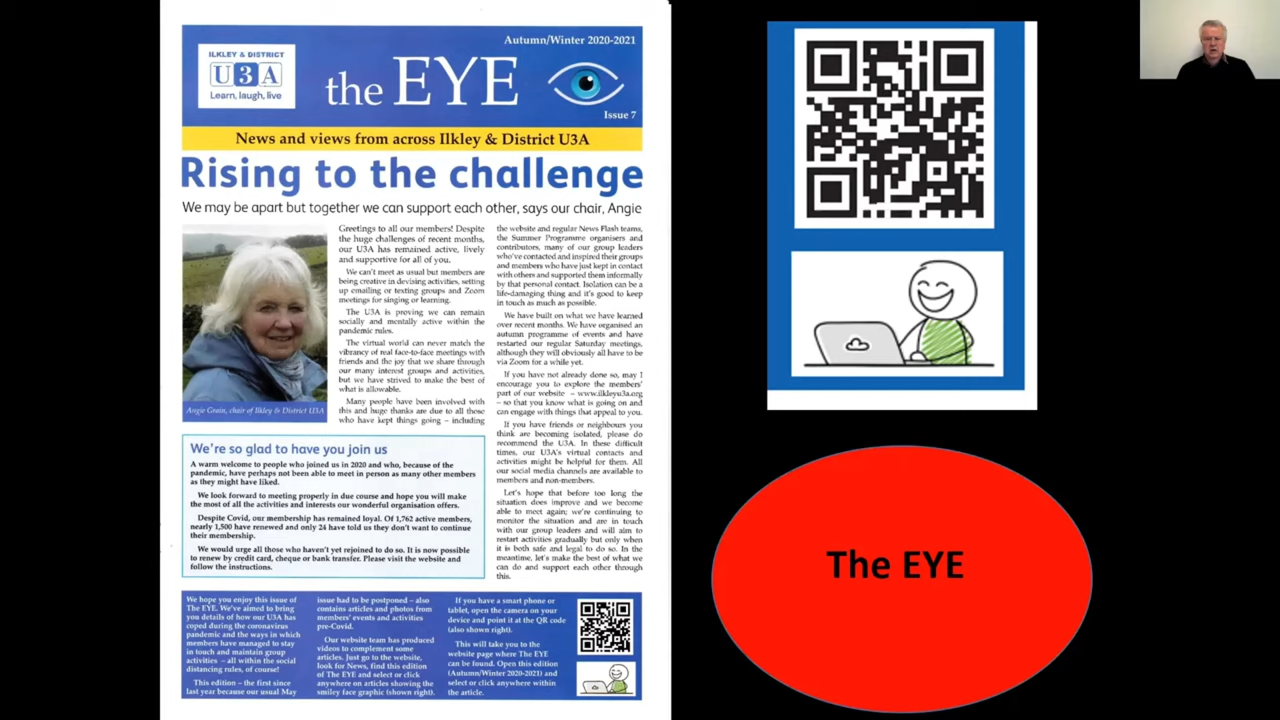 Autumn/Winter 2020-2021
ILKLEY & DISTRICT
U3A
Learn, laugh, live
the EYE
Issue 7
News and views from across Ilkley & District U3A
Rising to the challenge
We may be apart but together we can support each other, says our chair, Angie
Greetings to all our members! Despite
the huge challenges of recent months,
our U3A has remained active, lively
and supportive for all of you.
We can't meet as usual but members are
being creative in devising activities, setting
up emailing or texting groups and Zoom
meetings for singing or learning.
The U3A is proving we can remain
socially and mentally active within the
pandemic rules.
The virtual world can never match the
vibrancy of real face-to-face meetings with
friends and the joy that we share through
our many interest groups and activities,
but we have strived to make the best of
what is allowable.
Many people have been involved with
this and huge thanks are due to all those
who have kept things going – including
the website and regular News Flash teams,
the Summer Programme organisers and
contributors, many of our group leaders
who've contacted and inspired their groups
and members who have just kept in contact
with others and supported them informally
by that personal contact. Isolation can be a
life-damaging thing and it's good to keep
in touch as much as possible.
We have built on what we have learned
over recent months. We have organised an
autumn programme of events and have
restarted our regular Saturday meetings,
although they will obviously all have to be
via Zoom for a while yet.
If you have not already done so, may I
encourage you to explore the members'
part of our website – www.ilkleyu3a.org
– so that you know what is going on and
can engage with things that appeal to you.
If you have friends or neighbours you
think are becoming isolated, please do
recommend the U3A. In these difficult
times, our U3A's virtual contacts and
activities might be helpful for them. All
our social media channels are available to
members and non-members.
Let's hope that before too long the
situation does improve and we become
able to meet again; we're continuing to
monitor the situation and are in touch
with our group leaders and will aim to
restart activities gradually but only when
it is both safe and legal to do so. In the
meantime, let's make the best of what we
can do and support each other through
this.
Angie Grain, chair of Ilkley & District U3A
We're so glad to have you join us
A warm welcome to people who joined us in 2020 and who, because of the
pandemic, have perhaps not been able to meet in person as many other members
as they might have liked.
We look forward to meeting properly in due course and hope you will make
the most of all the activities and interests our wonderful organisation offers.
Despite Covid, our membership has remained loyal. Of 1,762 active members,
nearly 1,500 have renewed and only 24 have told us they don't want to continue
their membership.
We would urge all those who haven't yet rejoined to do so. It is now possible
to renew by credit card, cheque or bank transfer. Please visit the website and
follow the instructions.
We hope you enjoy this issue of
The EYE. We've aimed to bring
you details of how our U3A has
coped during the coronavirus
pandemic and the ways in which
members have managed to stay
in touch and maintain group
activities – all within the social
distancing rules, of course!
This edition – the first since
last year because our usual May
issue had to be postponed – also
contains articles and photos from
members' events and activities
pre-Covid.
Our website team has produced
videos to complement some
articles. Just go to the website,
look for News, find this edition
of The EYE and select or click
anywhere on articles showing the
smiley face graphic (shown right).
If you have a smart phone or
tablet, open the camera on your
device and point it at the QR code
(also shown right).
This will take you to the
website page where The EYE
can be found. Open this edition
(Autumn/Winter 2020-2021) and
select or click anywhere within
the article.
The EYE